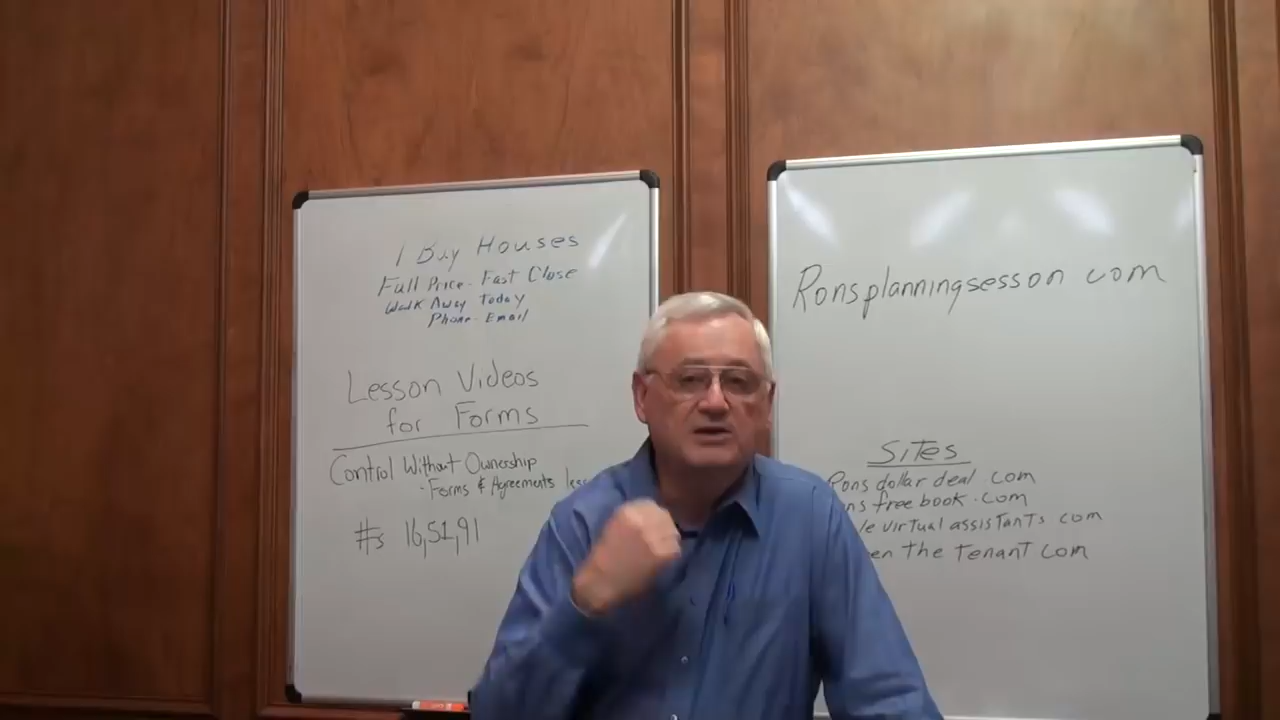 I Buy Houses
Full Price - Fast Close
Walk Away Today
Phone - Email
Lesson Videos
for Forms
Control Without Ownership
- Forms & Agreements
#s 16,51,91
Ronsplanningsesson com
Sites
Rons dollar deal com
free book.com
virtual assistants com
the tenant com